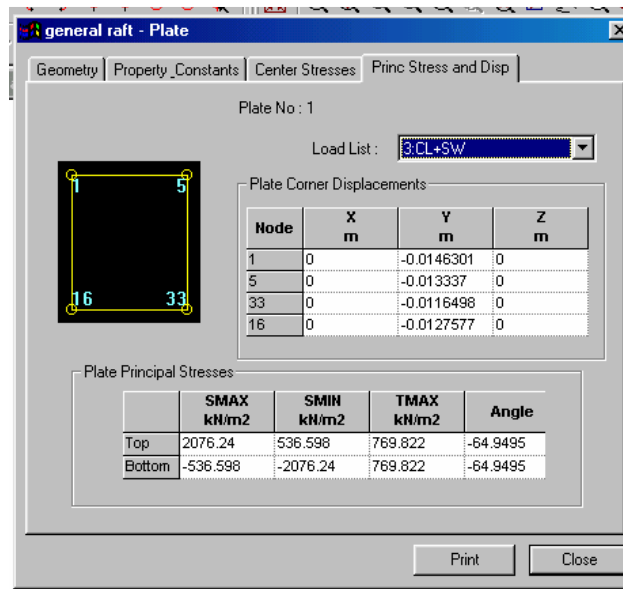 general raft - Plate
Geometry Property_Constants Center Stresses Princ Stress and Disp
Plate No : 1
Load List : 3:CL+SW
1 5
16 33
Plate Corner Displacements
Node X m Y m Z m
1 0 -0.0146301 0
5 0 -0.013337 0
33 0 -0.0116498 0
16 0 -0.0127577 0
Plate Principal Stresses
SMAX kN/m2 SMIN kN/m2 TMAX kN/m2 Angle
Top 2076.24 536.598 769.822 -64.9495
Bottom -536.598 -2076.24 769.822 -64.9495
Print Close